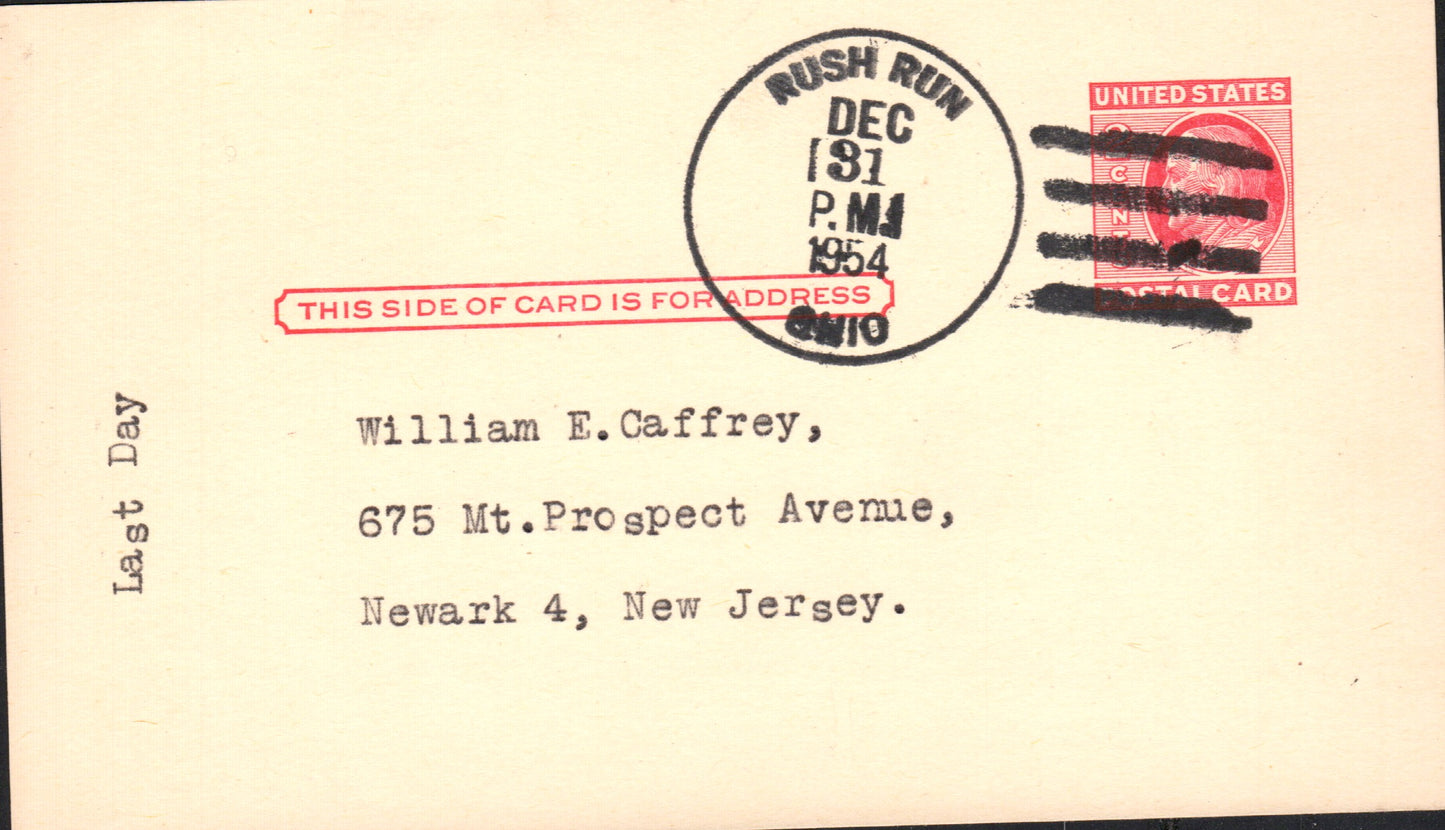 RUSH RUN
DEC
31
P.M.
1954
OHIO
UNITED STATES
CENTS
POSTAL CARD
THIS SIDE OF CARD IS FOR ADDRESS
Last Day
William E.Caffrey,
675 Mt.Prospect Avenue,
Newark 4, New Jersey.